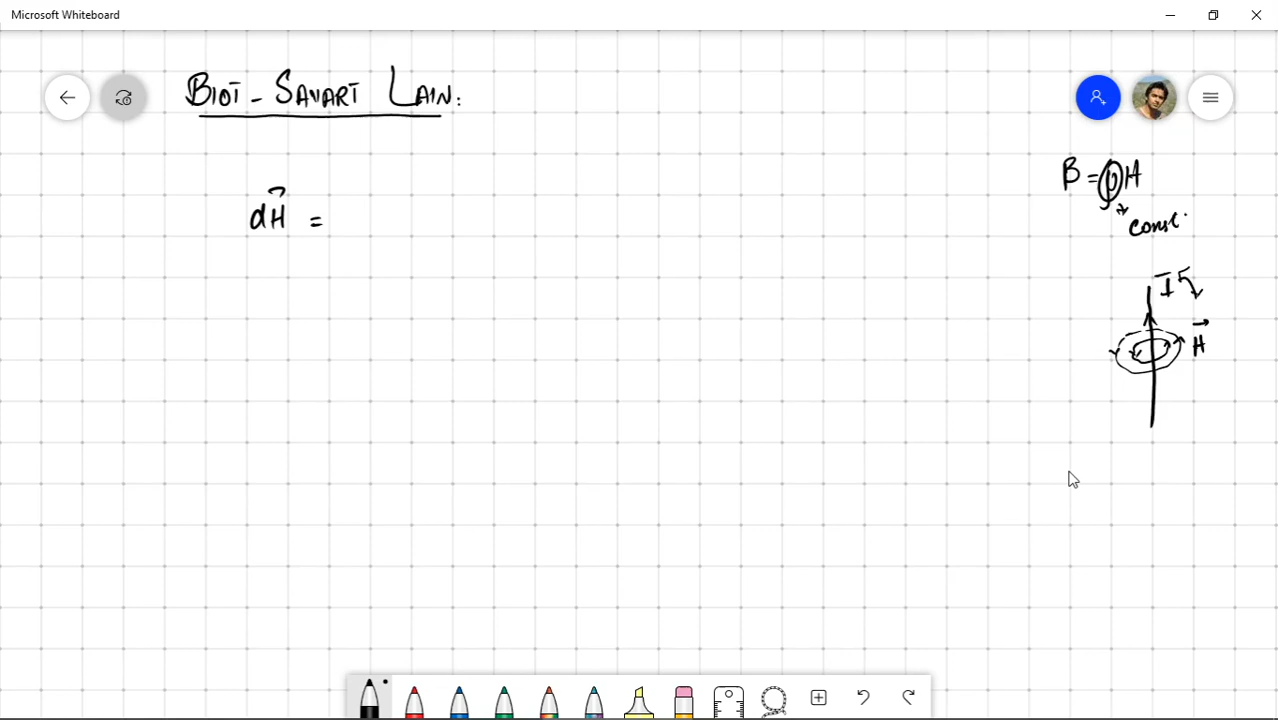 Microsoft Whiteboard
BIOT - SAVART LAW:
B = μH
const.
dH⃗ =
I
H⃗